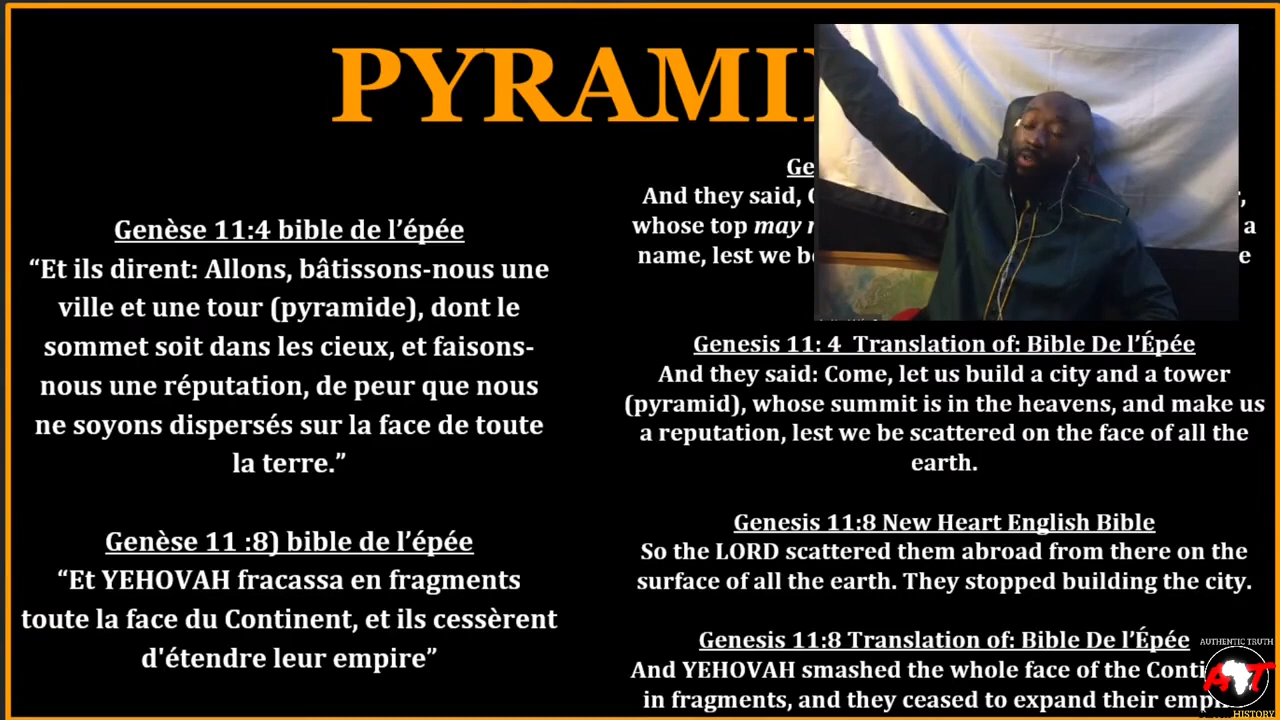 PYRAMI
Genèse 11:4 bible de l’épée
“Et ils dirent: Allons, bâtissons-nous une
ville et une tour (pyramide), dont le
sommet soit dans les cieux, et faisons-
nous une réputation, de peur que nous
ne soyons dispersés sur la face de toute
la terre.”
Genèse 11 :8) bible de l’épée
“Et YEHOVAH fracassa en fragments
toute la face du Continent, et ils cessèrent
d'étendre leur empire”
Ge
And they said,
whose top may a
name, lest we
Genesis 11: 4 Translation of: Bible De l’Épée
And they said: Come, let us build a city and a tower
(pyramid), whose summit is in the heavens, and make us
a reputation, lest we be scattered on the face of all the
earth.
Genesis 11:8 New Heart English Bible
So the LORD scattered them abroad from there on the
surface of all the earth. They stopped building the city.
Genesis 11:8 Translation of: Bible De l’Épée
And YEHOVAH smashed the whole face of the Conti
in fragments, and they ceased to expand their emp
AUTHENTIC TRUTH
AT
HISTORY